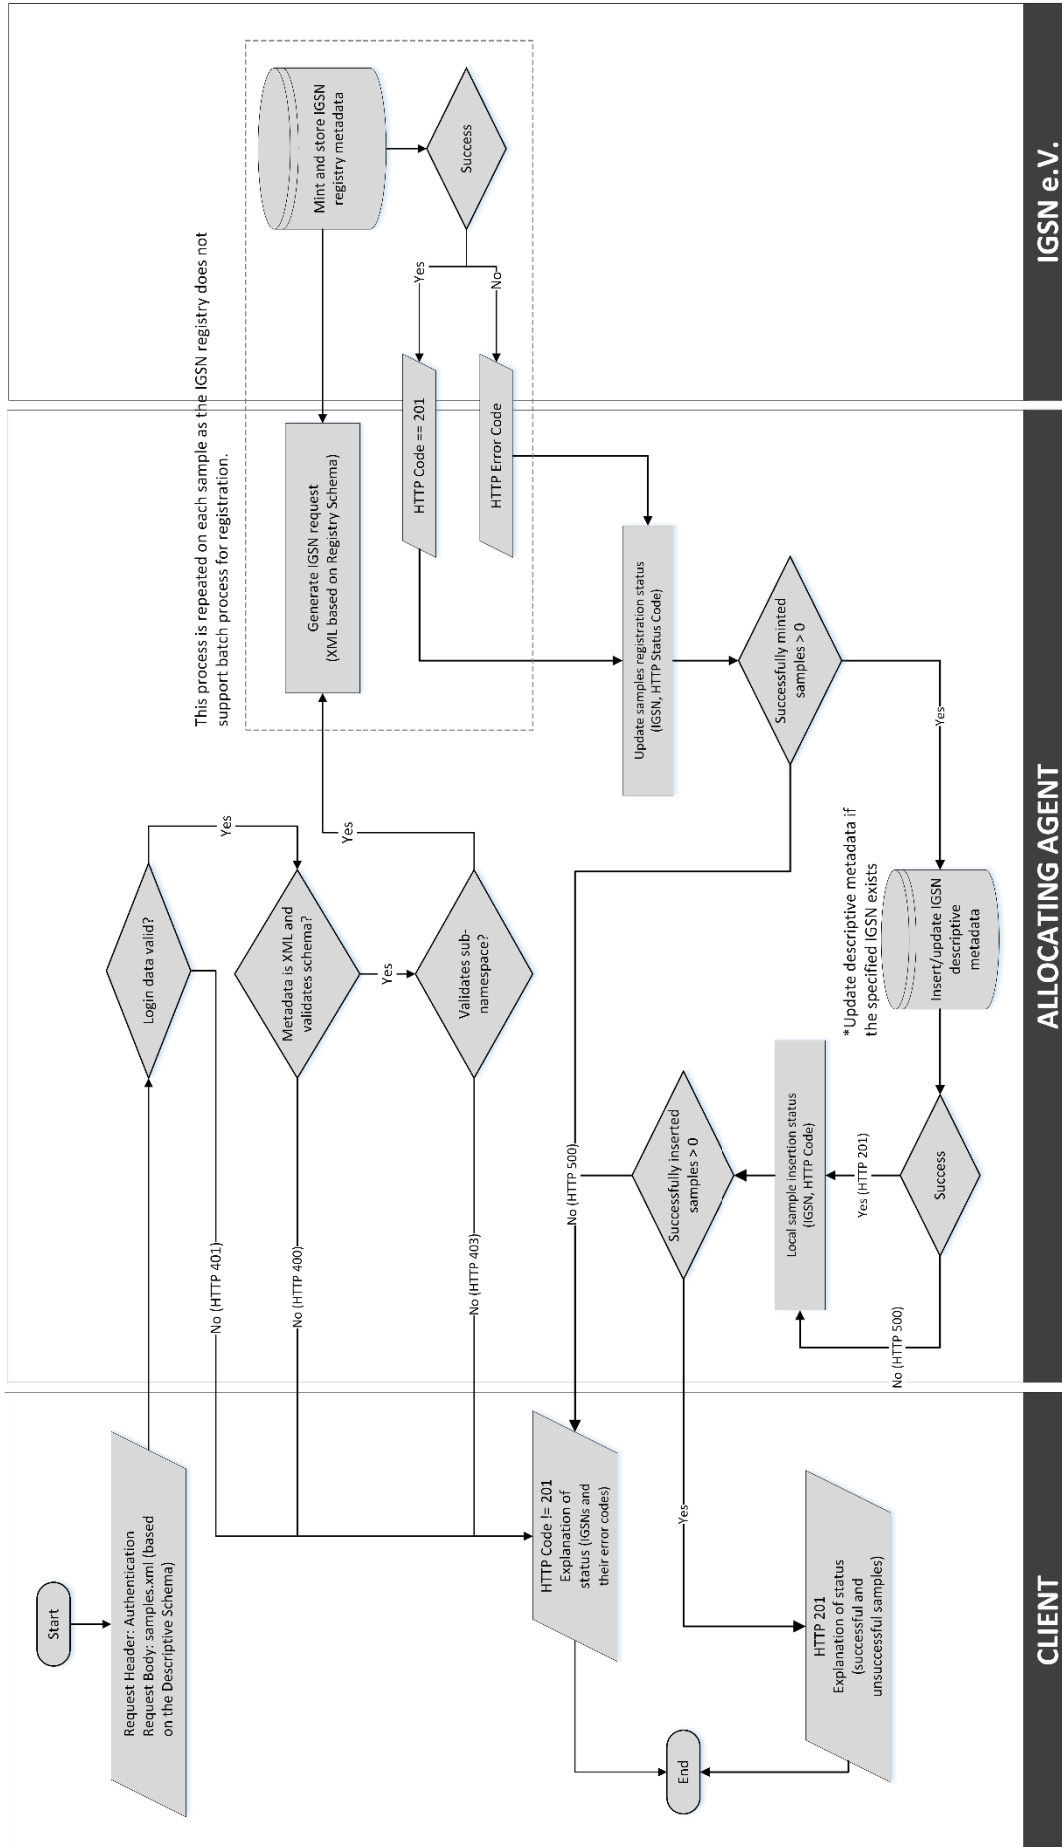 CLIENT
ALLOCATING AGENT
IGSN e.V.
Start
Request Header: Authentication
Request Body: samples.xml (based
on the Descriptive Schema)
Login data valid?
Yes
No (HTTP 401)
Metadata is XML and
validates schema?
Yes
No (HTTP 400)
Validates sub-
namespace?
Yes
No (HTTP 403)
This process is repeated on each sample as the IGSN registry does not
support batch process for registration.
Generate IGSN request
(XML based on Registry Schema)
Mint and store IGSN
registry metadata
Success
Yes
No
HTTP Code == 201
HTTP Error Code
Update samples registration status
(IGSN, HTTP Status Code)
Successfully minted
samples > 0
Yes
No (HTTP 500)
*Update descriptive metadata if
the specified IGSN exists
Insert/update IGSN
descriptive
metadata
Success
Yes (HTTP 201)
No (HTTP 500)
Local sample insertion status
(IGSN, HTTP Code)
Successfully inserted
samples > 0
Yes
HTTP Code != 201
Explanation of
status (IGSNs and
their error codes)
HTTP 201
Explanation of status
(successful and
unsuccessful samples)
End